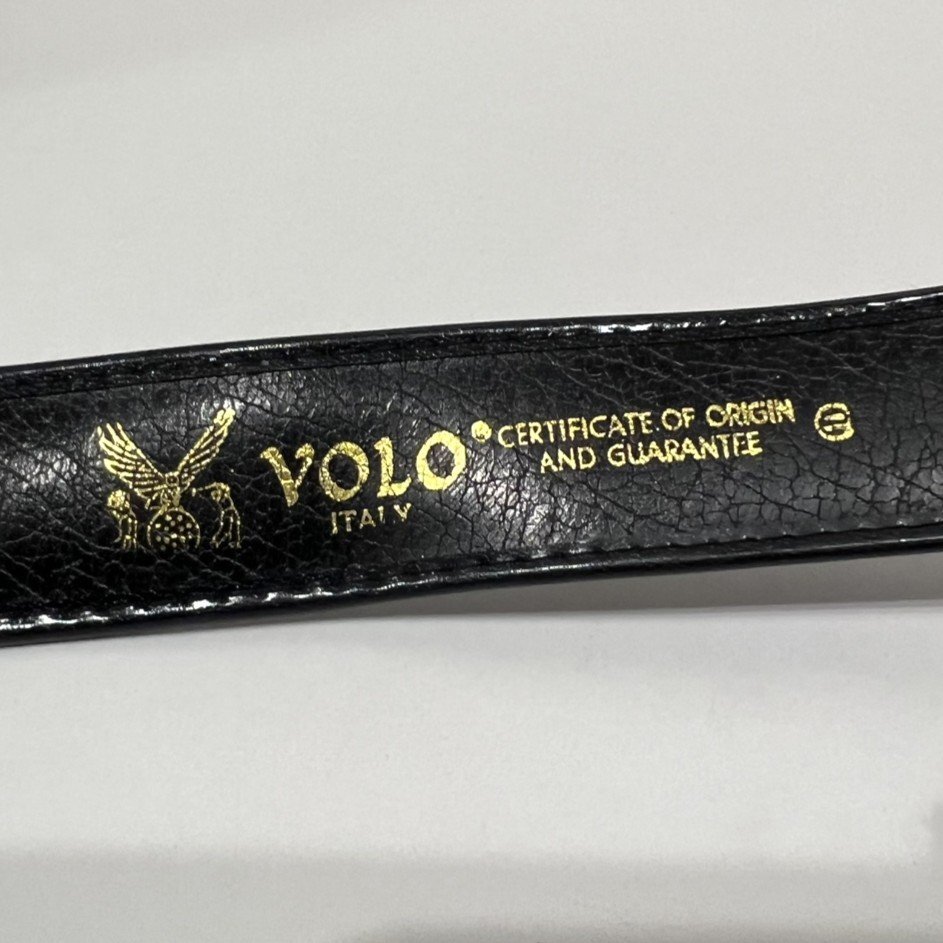 VOLO®
ITALY
CERTIFICATE OF ORIGIN
AND GUARANTEE